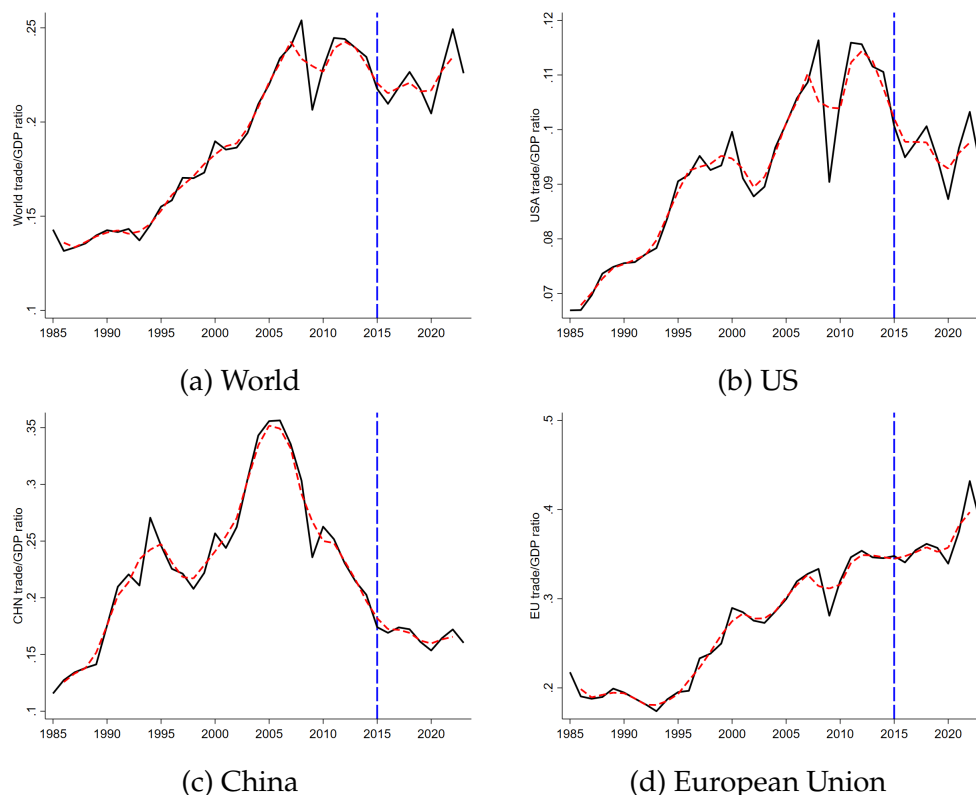 World trade/GDP ratio
.25
.2
.15
.1
1985 1990 1995 2000 2005 2010 2015 2020
(a) World
USA trade/GDP ratio
.12
.11
.1
.09
.08
.07
1985 1990 1995 2000 2005 2010 2015 2020
(b) US
CHN trade/GDP ratio
.35
.3
.25
.2
.15
.1
1985 1990 1995 2000 2005 2010 2015 2020
(c) China
EU trade/GDP ratio
.5
.4
.3
.2
1985 1990 1995 2000 2005 2010 2015 2020
(d) European Union